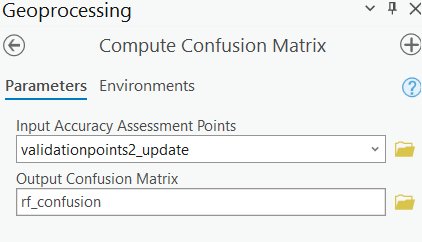 Geoprocessing
Compute Confusion Matrix
Parameters Environments
Input Accuracy Assessment Points
validationpoints2_update
Output Confusion Matrix
rf_confusion